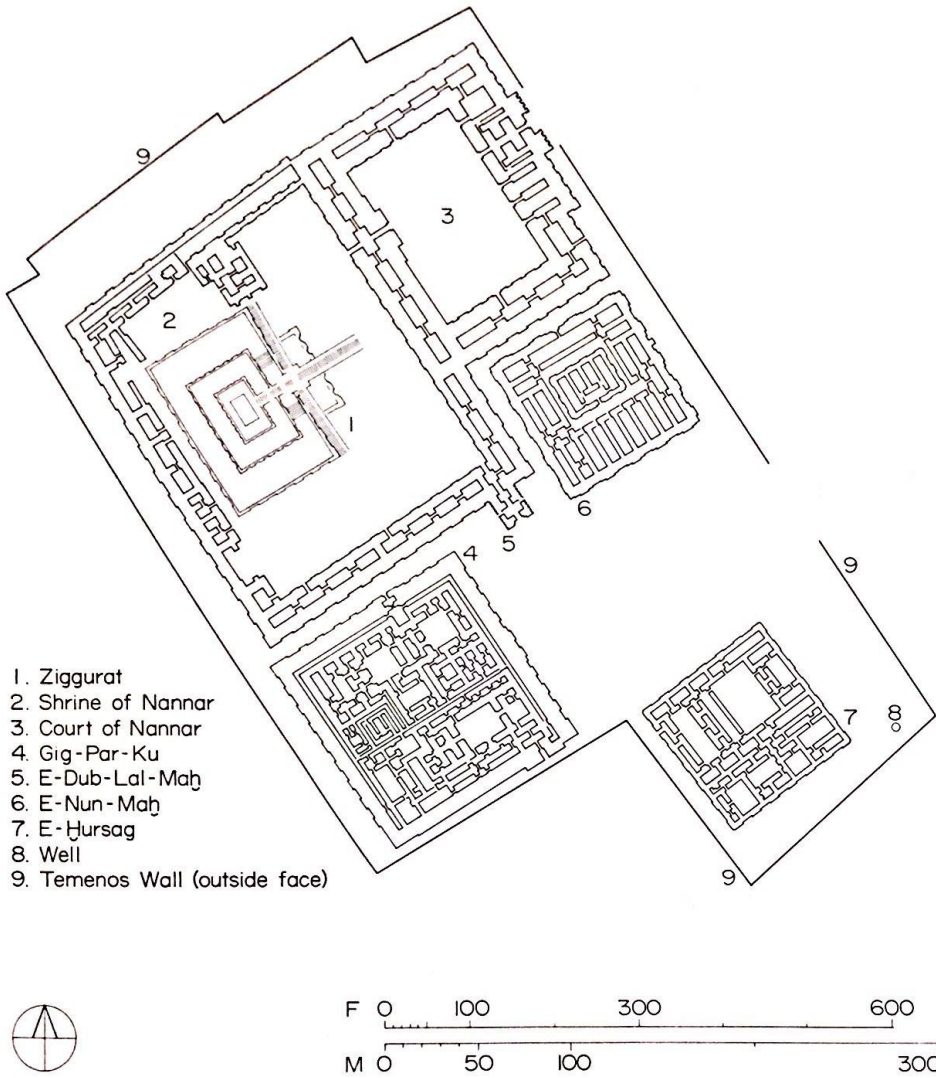 9
3
2
1
6
5
4
9
1. Ziggurat
2. Shrine of Nannar
3. Court of Nannar
4. Gig-Par-Ku
5. E-Dub-Lal-Maḫ
6. E-Nun-Maḫ
7. E-Ḫursag
8. Well
9. Temenos Wall (outside face)
7
8
9
F 0 100 300 600
M 0 50 100 300